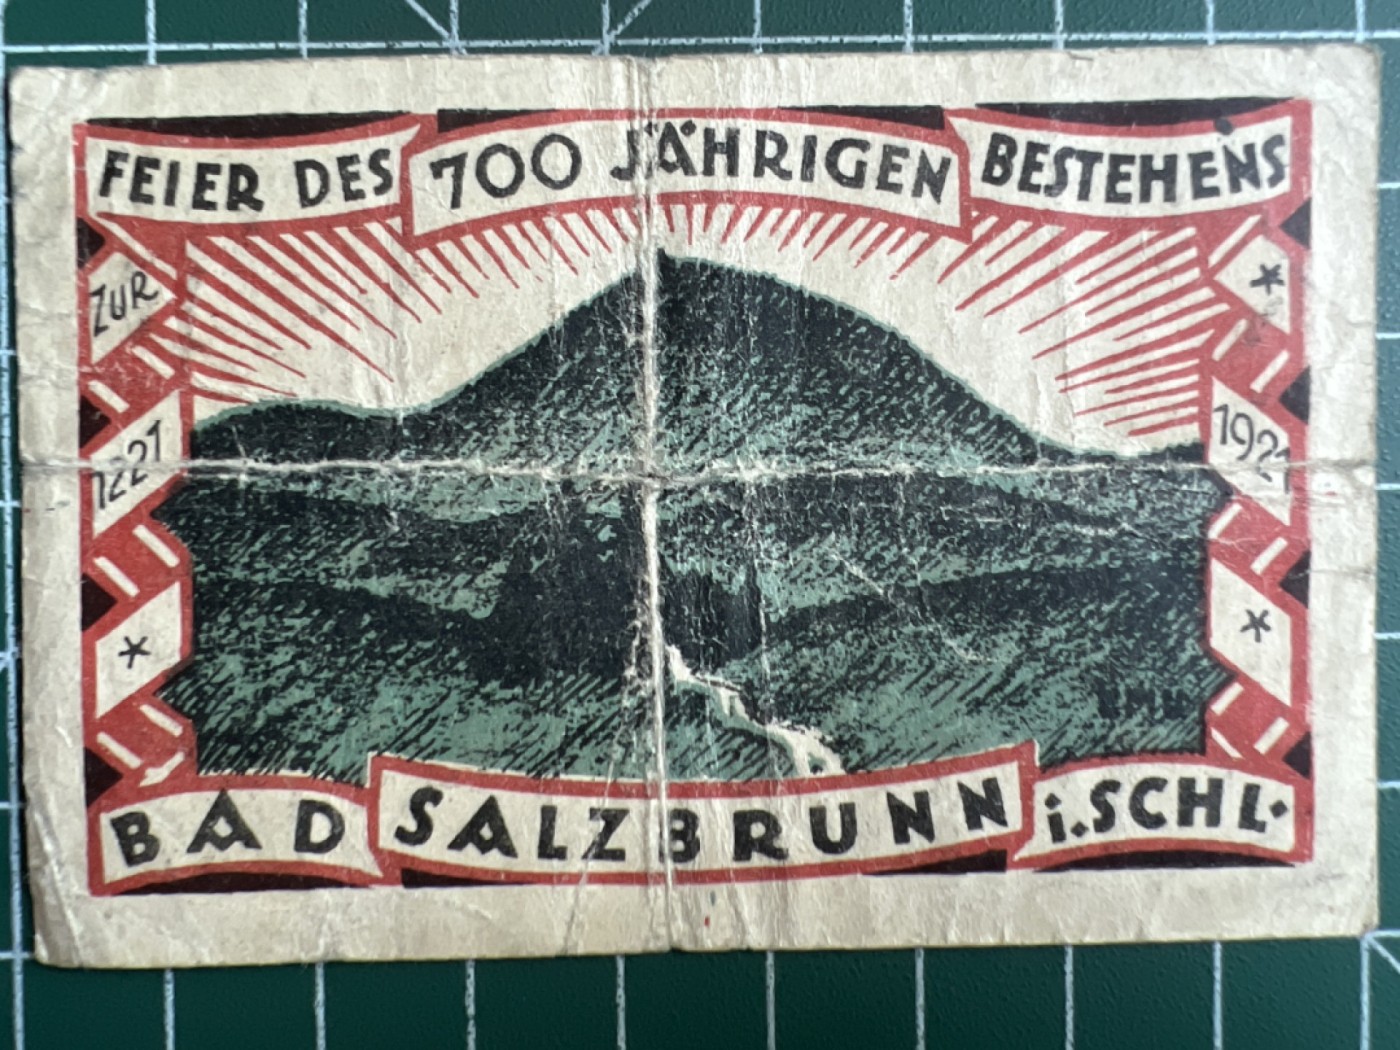 FEIER DES 700 JÄHRIGEN BESTEHENS
ZUR
1221
1921
BAD SALZBRUNN i. SCHL.